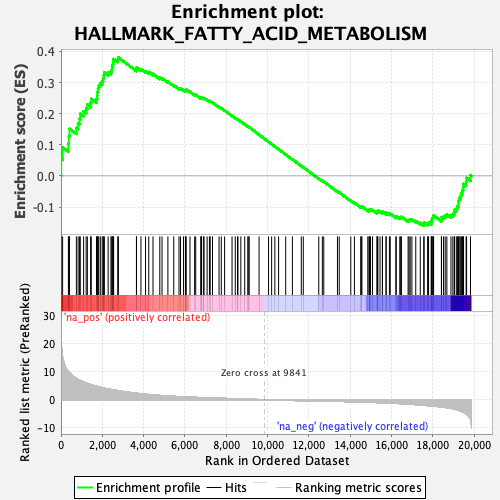 Enrichment plot:
HALLMARK_FATTY_ACID_METABOLISM
Enrichment score (ES)
0.4
0.3
0.2
0.1
0.0
-0.1
'na_pos' (positively correlated)
Ranked list metric (PreRanked)
30
20
10
0
-10
Zero cross at 9841
'na_neg' (negatively correlated)
0
2,000
4,000
6,000
8,000
10,000
12,000
14,000
16,000
18,000
20,000
Rank in Ordered Dataset
Enrichment profile
Hits
Ranking metric scores